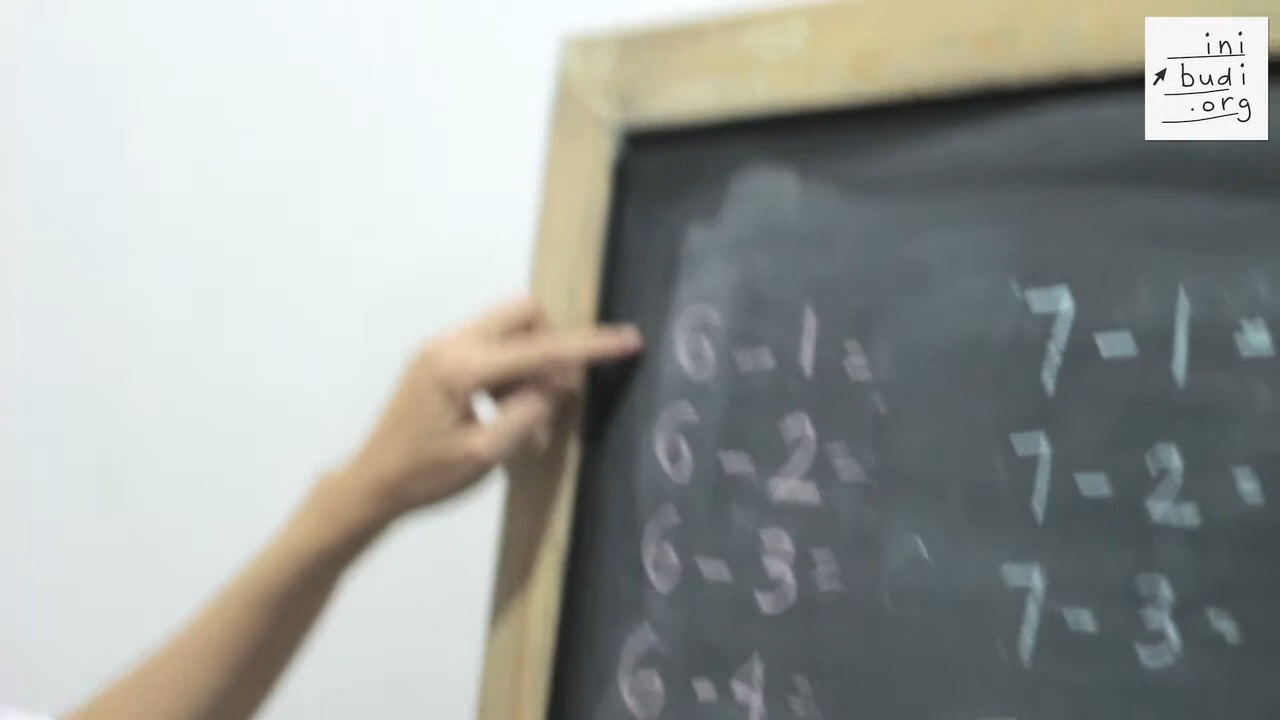 ini
budi
.org
6 - 1 =
6 - 2 =
6 - 3 =
6 - 4 =
7 - 1 =
7 - 2 =
7 - 3 =